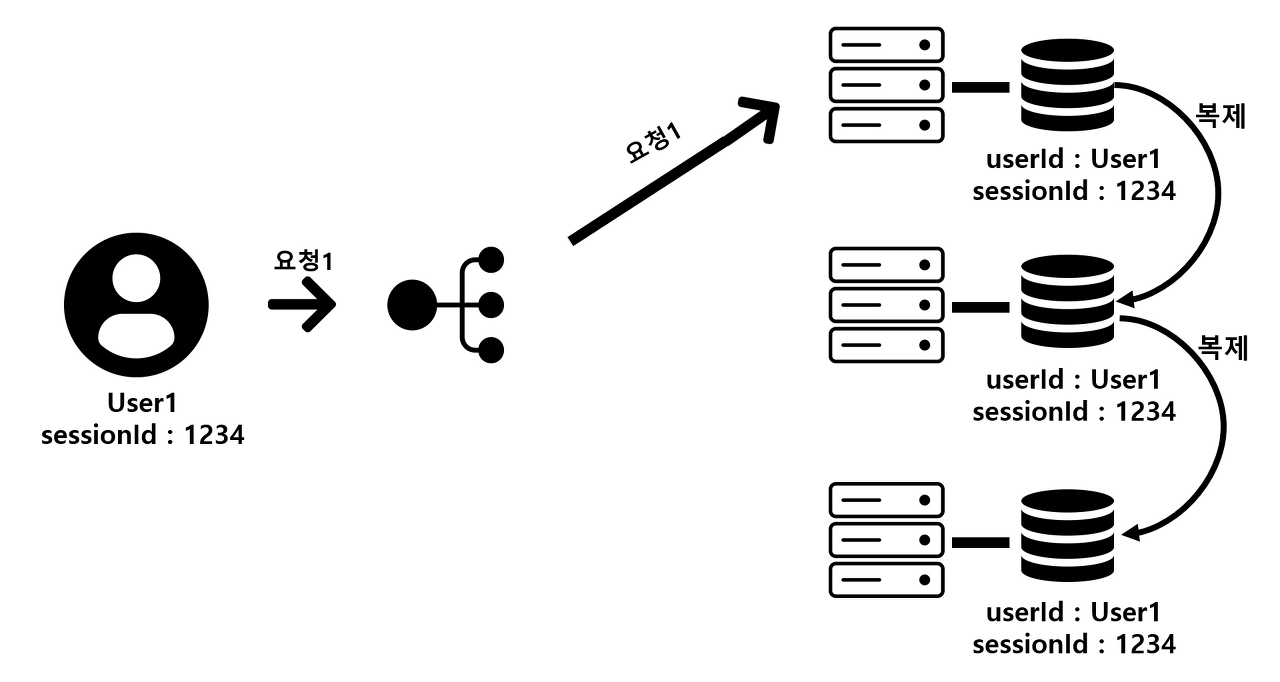 요청1
User1
sessionId : 1234
요청1
복제
userId : User1
sessionId : 1234
복제
userId : User1
sessionId : 1234
userId : User1
sessionId : 1234